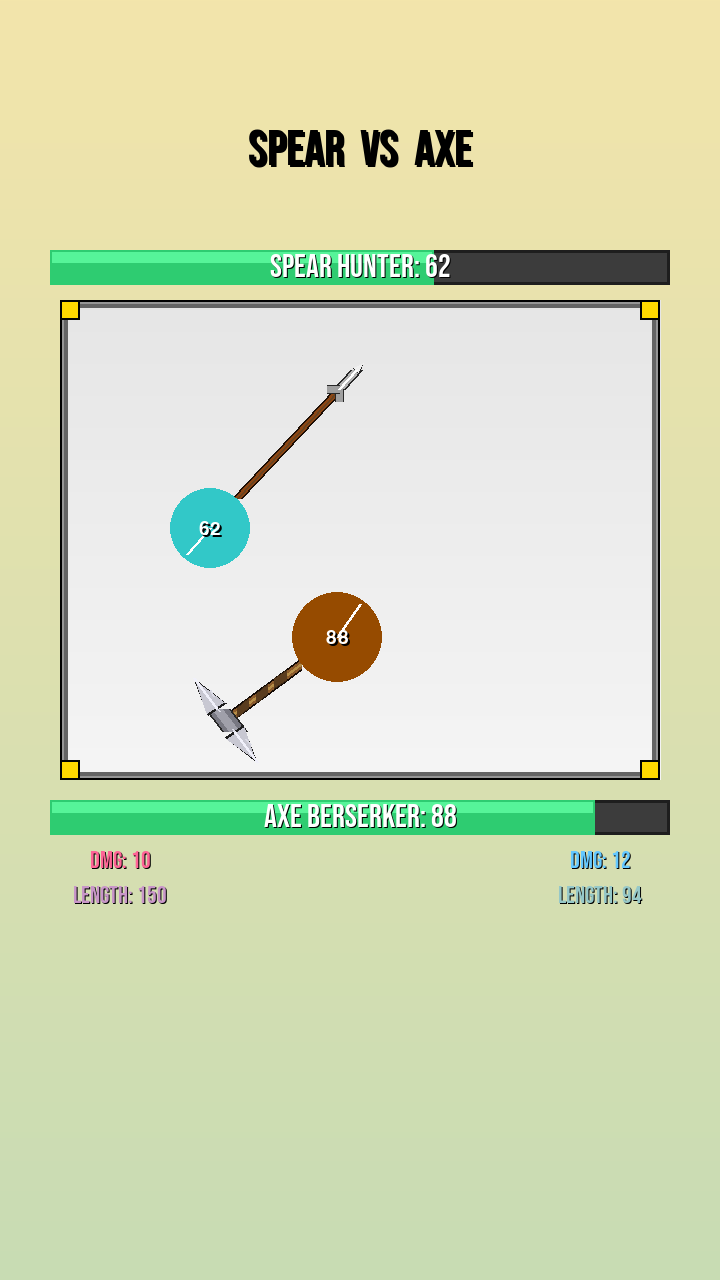 SPEAR VS AXE
SPEAR HUNTER: 62
62
88
AXE BERSERKER: 88
DMG: 10
DMG: 12
LENGTH: 150
LENGTH: 94